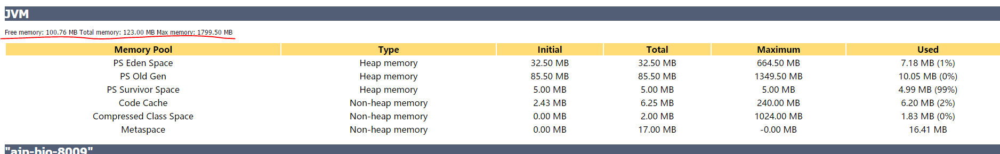 JVM
Free memory: 100.76 MB Total memory: 123.00 MB Max memory: 1799.50 MB
Memory Pool Type Initial Total Maximum Used
PS Eden Space Heap memory 32.50 MB 32.50 MB 664.50 MB 7.18 MB (1%)
PS Old Gen Heap memory 85.50 MB 85.50 MB 1349.50 MB 10.05 MB (0%)
PS Survivor Space Heap memory 5.00 MB 5.00 MB 5.00 MB 4.99 MB (99%)
Code Cache Non-heap memory 2.43 MB 6.25 MB 240.00 MB 6.20 MB (2%)
Compressed Class Space Non-heap memory 0.00 MB 2.00 MB 1024.00 MB 1.83 MB (0%)
Metaspace Non-heap memory 0.00 MB 17.00 MB -0.00 MB 16.41 MB
"ajp-bio-8009"